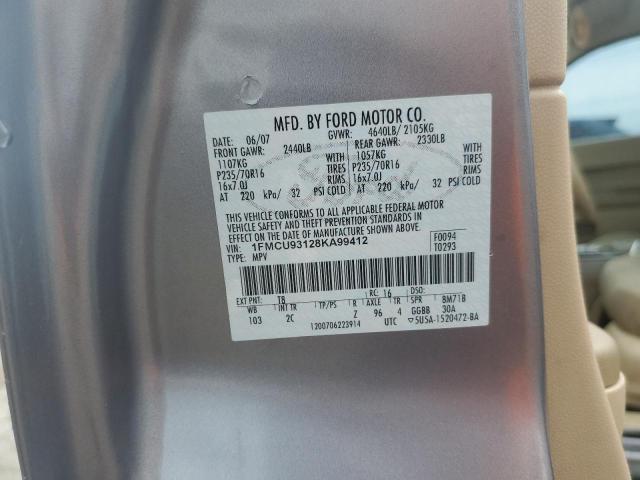 MFD. BY FORD MOTOR CO.
DATE: 06/07 GVWR: 4640LB/ 2105KG
FRONT GAWR: 2440LB REAR GAWR: 2330LB
1107KG WITH 1057KG WITH
P235/70R16 TIRES P235/70R16 TIRES
16x7.0J RIMS 16x7.0J RIMS
AT 220 kPa/ 32 PSI COLD AT 220 kPa/ 32 PSI COLD
THIS VEHICLE CONFORMS TO ALL APPLICABLE FEDERAL MOTOR
VEHICLE SAFETY AND THEFT PREVENTION STANDARDS IN
EFFECT ON THE DATE OF MANUFACTURE SHOWN ABOVE.
VIN: 1FMCU93128KA99412 F0094
TYPE: MPV T0293
EXT PNT: T8 RC: 16 DSO:
WB INT TR TP/PS R AXLE TR SPR BM71B
103 2C Z 96 4 GGBB 30A
1200706223914 UTC ▽5U5A-1520472-BA